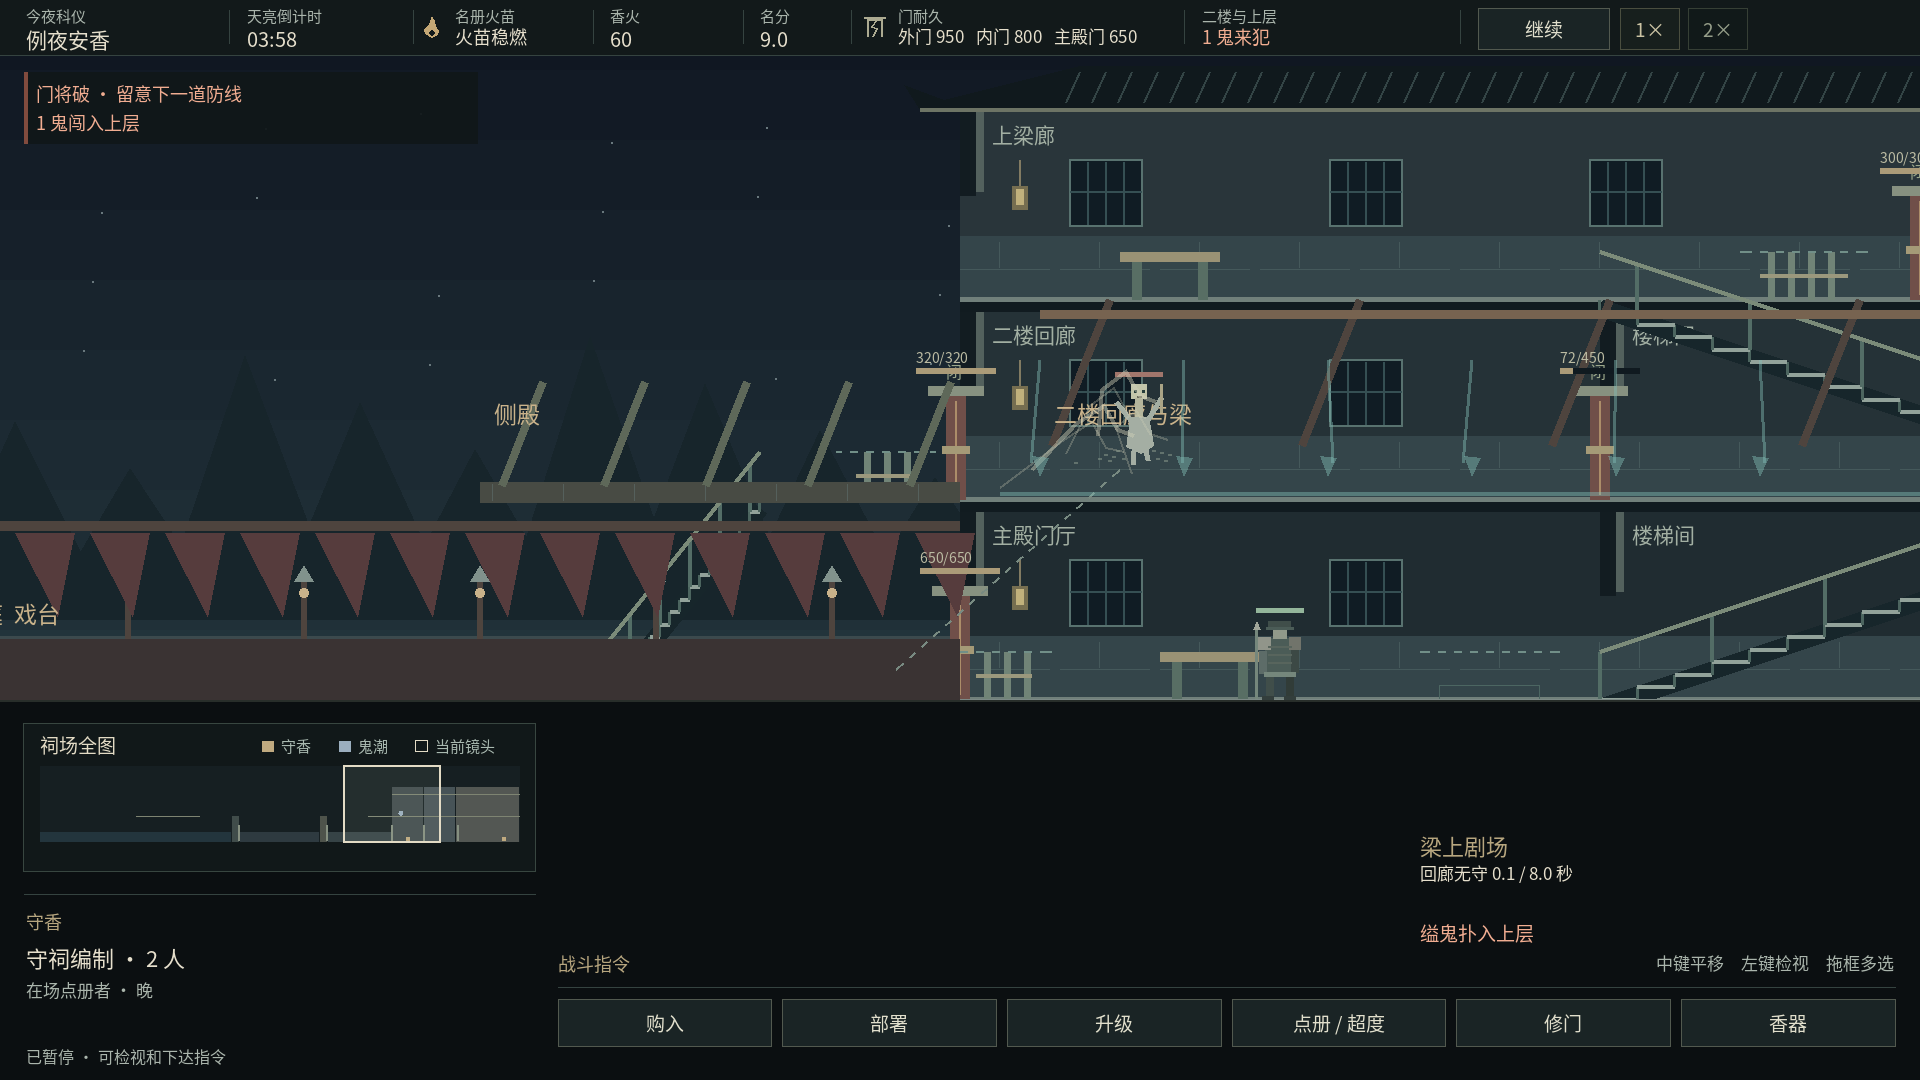 今夜科仪
例夜安香
天亮倒计时
03:58
名册火苗
火苗稳燃
香火
60
名分
9.0
门耐久
外门 950 内门 800 主殿门 650
二楼与上层
1 鬼来犯
继续
1×
2×
门将破 · 留意下一道防线
1 鬼闯入上层
上梁廊
二楼回廊
320/320
闭
72/450
侧殿
主殿门厅
楼梯间
650/650
戏台
祠场全图
守香
鬼潮
当前镜头
梁上剧场
回廊无守 0.1 / 8.0 秒
缢鬼扑入上层
守香
守祠编制 · 2 人
在场点册者 · 晚
已暂停 · 可检视和下达指令
战斗指令
中键平移 左键检视 拖框多选
购入
部署
升级
点册 / 超度
修门
香器